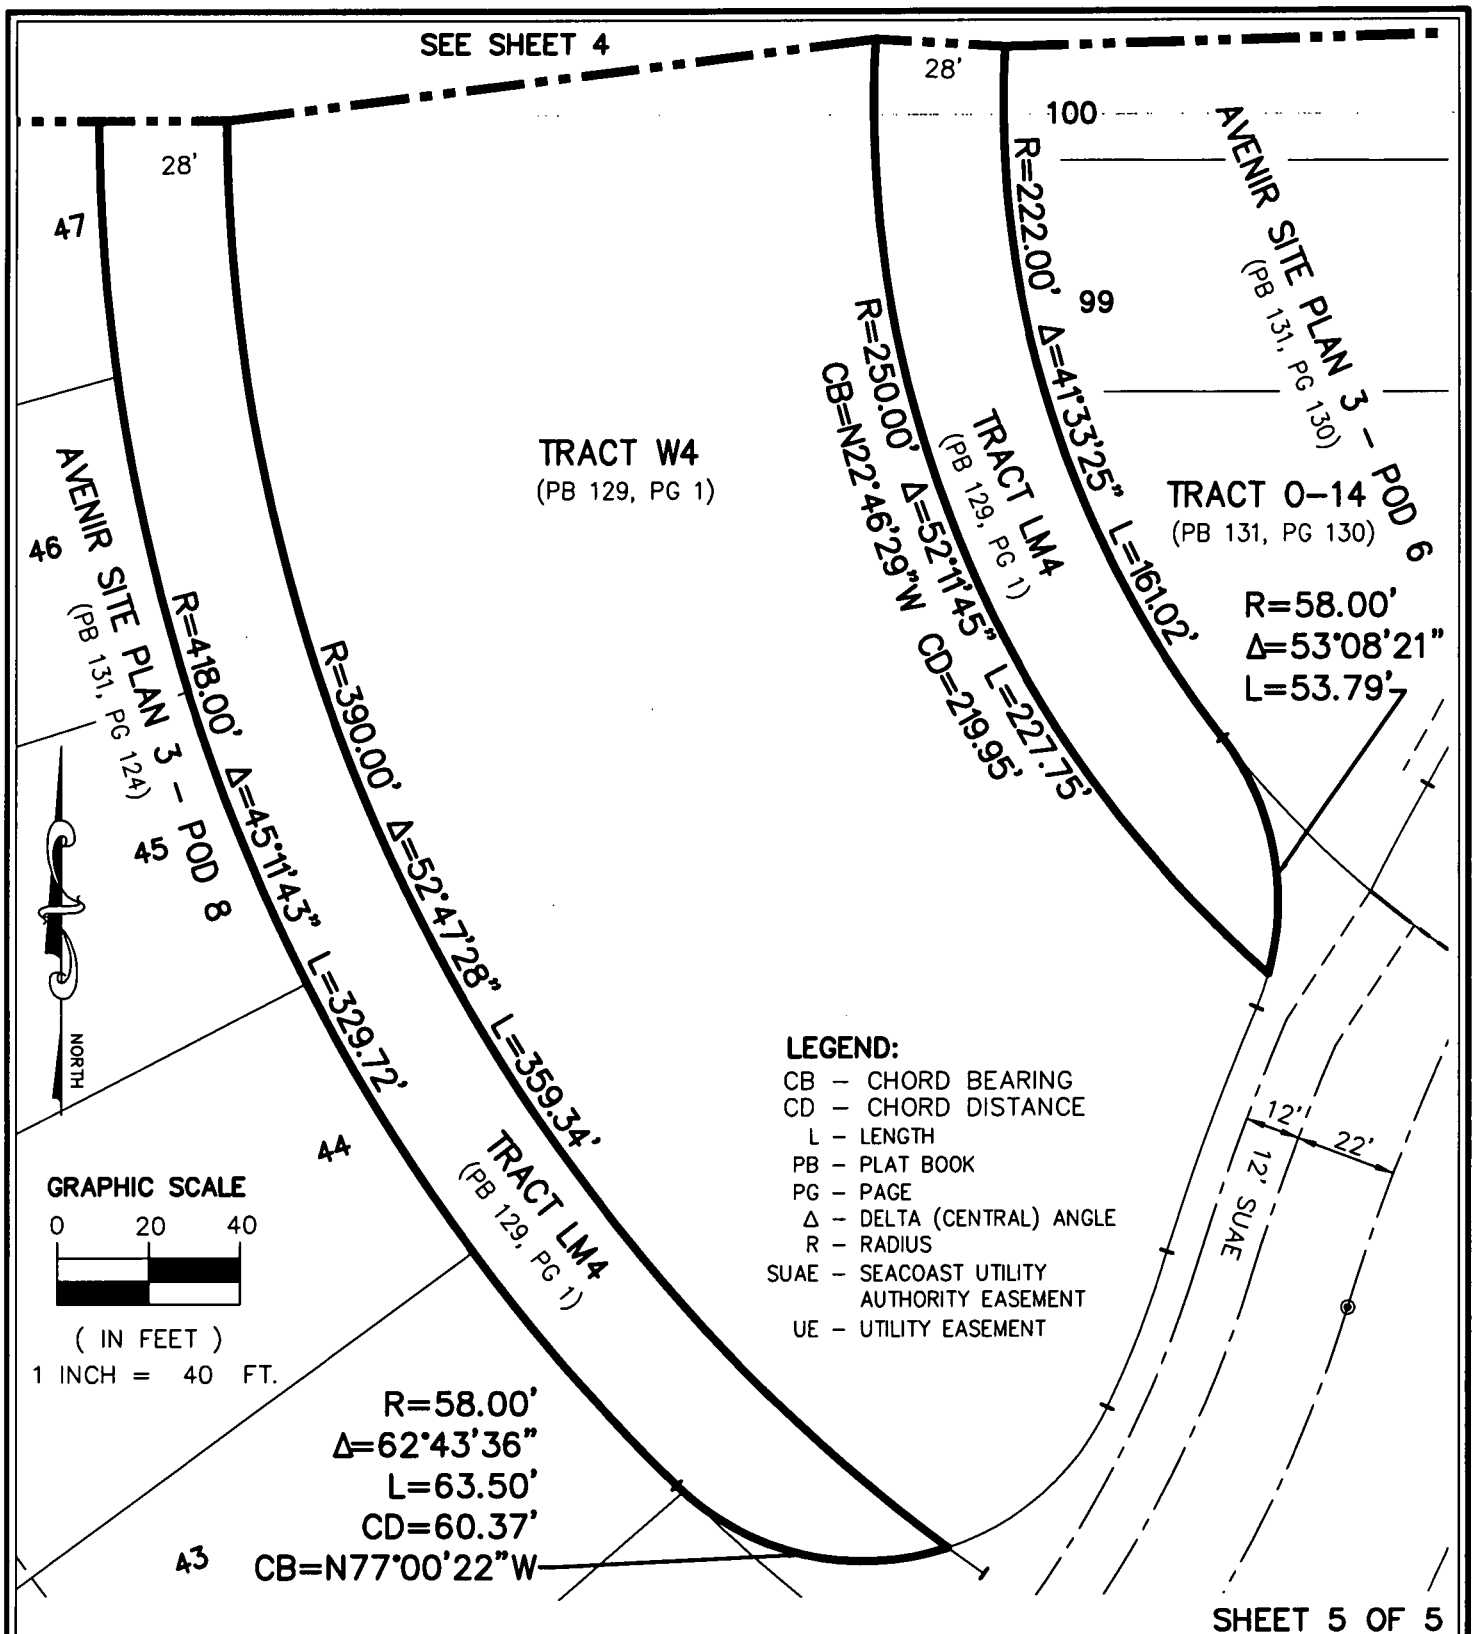 SEE SHEET 4
28'
28'
100
47
99
R=222.00' Δ=41°33'25" L=161.02'
AVENIR SITE PLAN 3 - POD 6
(PB 131, PG 130)
R=250.00' Δ=52°11'45" L=227.75'
CB=N22°46'29"W CD=219.95'
TRACT LM4
(PB 129, PG 1)
TRACT W4
(PB 129, PG 1)
TRACT O-14
(PB 131, PG 130)
R=58.00'
Δ=53°08'21"
L=53.79'
46
AVENIR SITE PLAN 3 - POD 8
(PB 131, PG 124)
R=418.00' Δ=45°11'43" L=329.72'
R=390.00' Δ=52°47'28" L=359.34'
45
NORTH
44
TRACT LM4
(PB 129, PG 1)
LEGEND:
CB - CHORD BEARING
CD - CHORD DISTANCE
L - LENGTH
PB - PLAT BOOK
PG - PAGE
Δ - DELTA (CENTRAL) ANGLE
R - RADIUS
SUAE - SEACOAST UTILITY
AUTHORITY EASEMENT
UE - UTILITY EASEMENT
12'
22'
12' SUAE
GRAPHIC SCALE
0 20 40
( IN FEET )
1 INCH = 40 FT.
R=58.00'
Δ=62°43'36"
L=63.50'
CD=60.37'
CB=N77°00'22"W
43
SHEET 5 OF 5